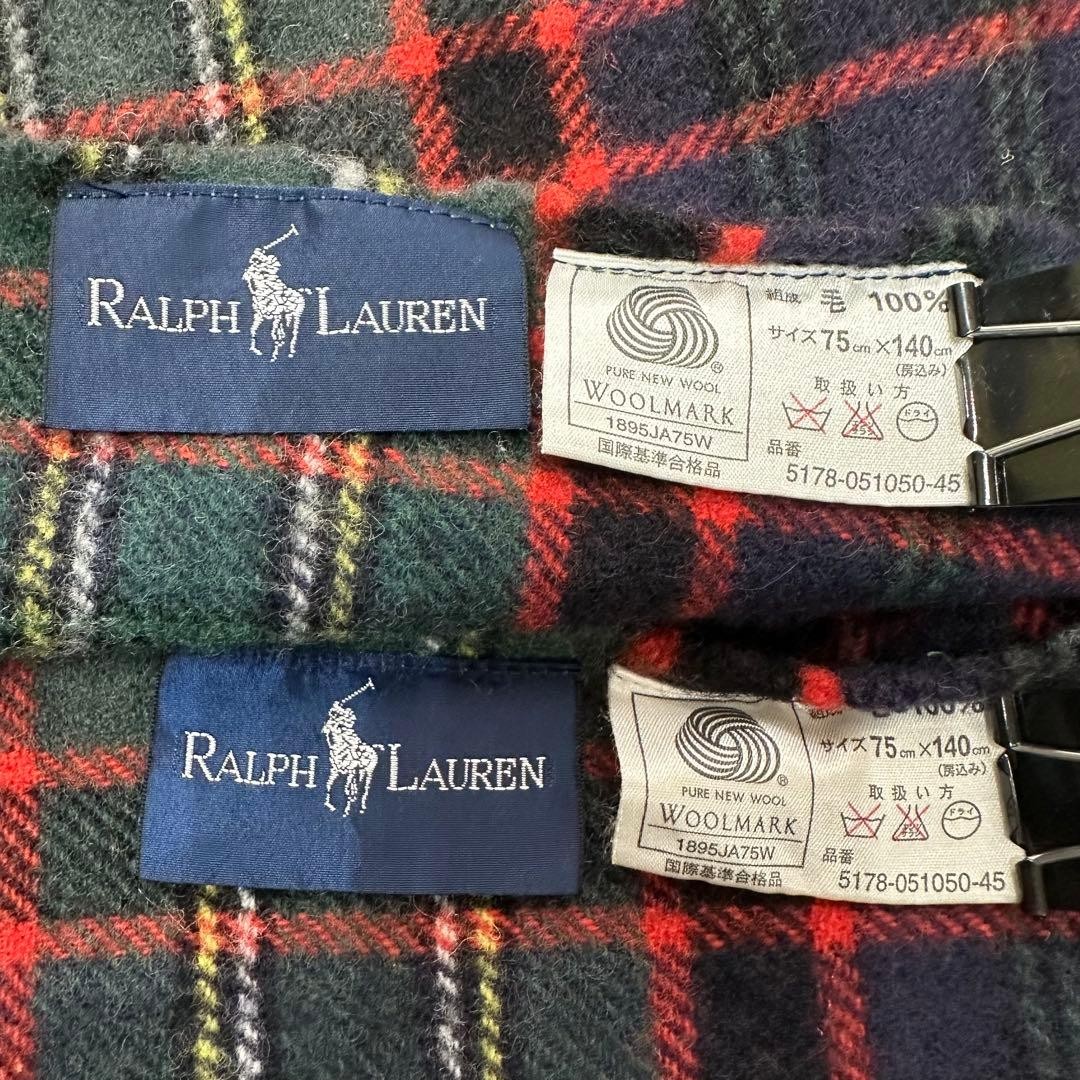 RALPH LAUREN
組成 毛 100%
サイズ 75cm×140cm
(房込み)
取扱い方
ドライ
PURE NEW WOOL
WOOLMARK
1895JA75W
国際基準合格品
品番
5178-051050-45
RALPH LAUREN
100%
サイズ 75cm×140cm
(房込み)
取扱い方
ドライ
PURE NEW WOOL
WOOLMARK
1895JA75W
国際基準合格品
品番
5178-051050-45